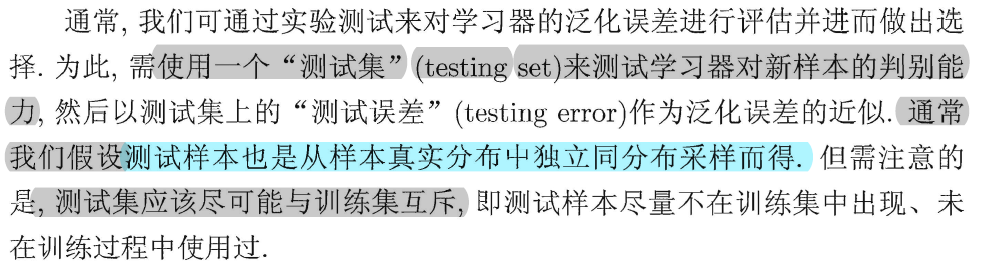 通常, 我们可通过实验测试来对学习器的泛化误差进行评估并进而做出选
择. 为此, 需使用一个“测试集” (testing set)来测试学习器对新样本的判别能
力, 然后以测试集上的“测试误差” (testing error)作为泛化误差的近似. 通常
我们假设测试样本也是从样本真实分布中独立同分布采样而得. 但需注意的
是, 测试集应该尽可能与训练集互斥, 即测试样本尽量不在训练集中出现、未
在训练过程中使用过.